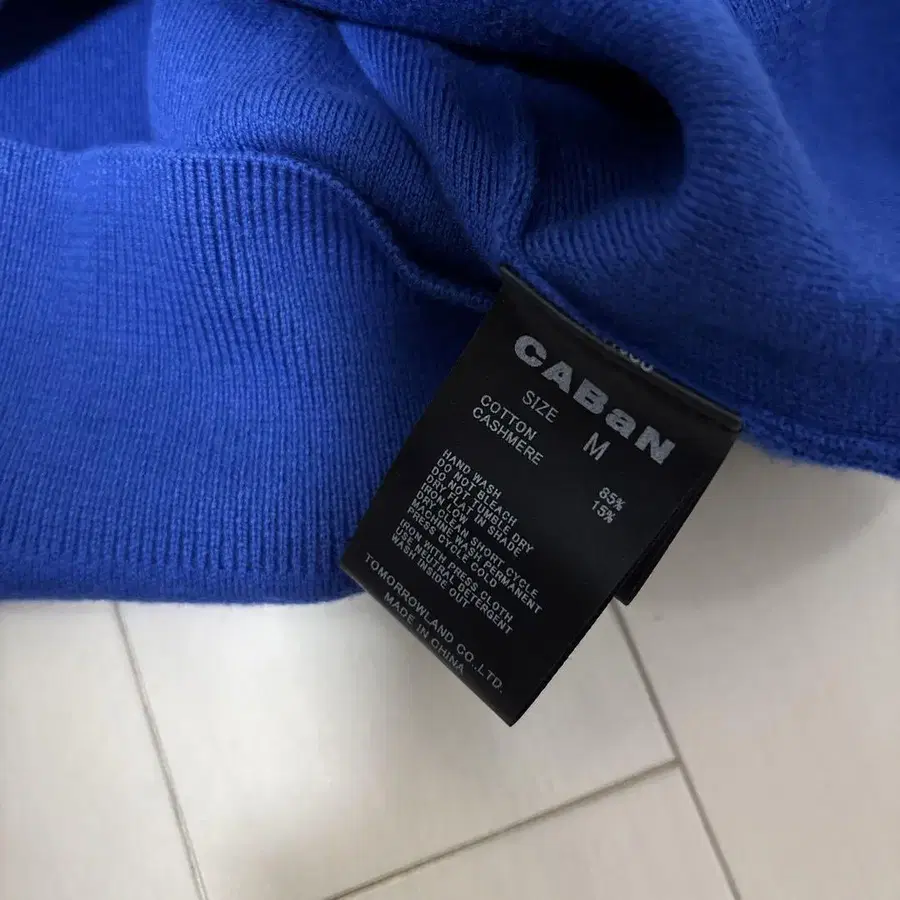 CABaN
SIZE M
COTTON 85%
CASHMERE 15%
HAND WASH
DO NOT BLEACH
DO NOT TUMBLE DRY
DRY FLAT IN SHADE
IRON LOW
DRY CLEAN SHORT CYCLE
MACHINE WASH PERMANENT
PRESS CYCLE COLD
IRON WITH PRESS CLOTH
USE NEUTRAL DETERGENT
WASH INSIDE OUT
TOMORROWLAND CO.,LTD.
MADE IN CHINA